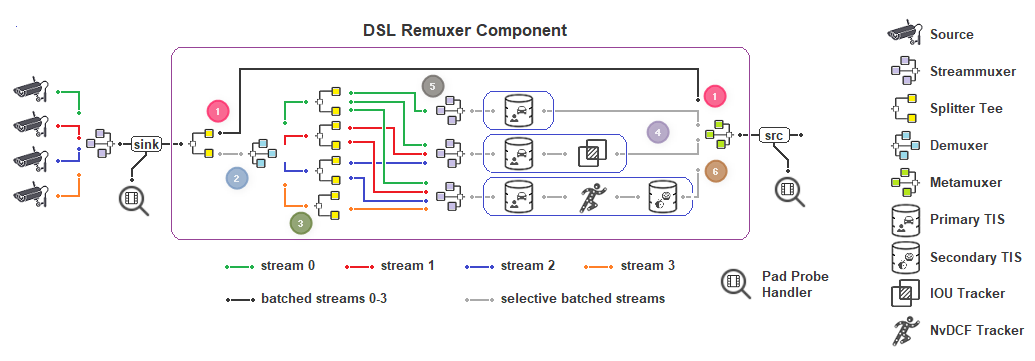 DSL Remuxer Component
Source
Streammuxer
Splitter Tee
Demuxer
Metamuxer
Primary TIS
Secondary TIS
IOU Tracker
NvDCF Tracker
sink
src
1
2
3
5
4
1
6
stream 0
stream 1
stream 2
stream 3
batched streams 0-3
selective batched streams
Pad Probe
Handler